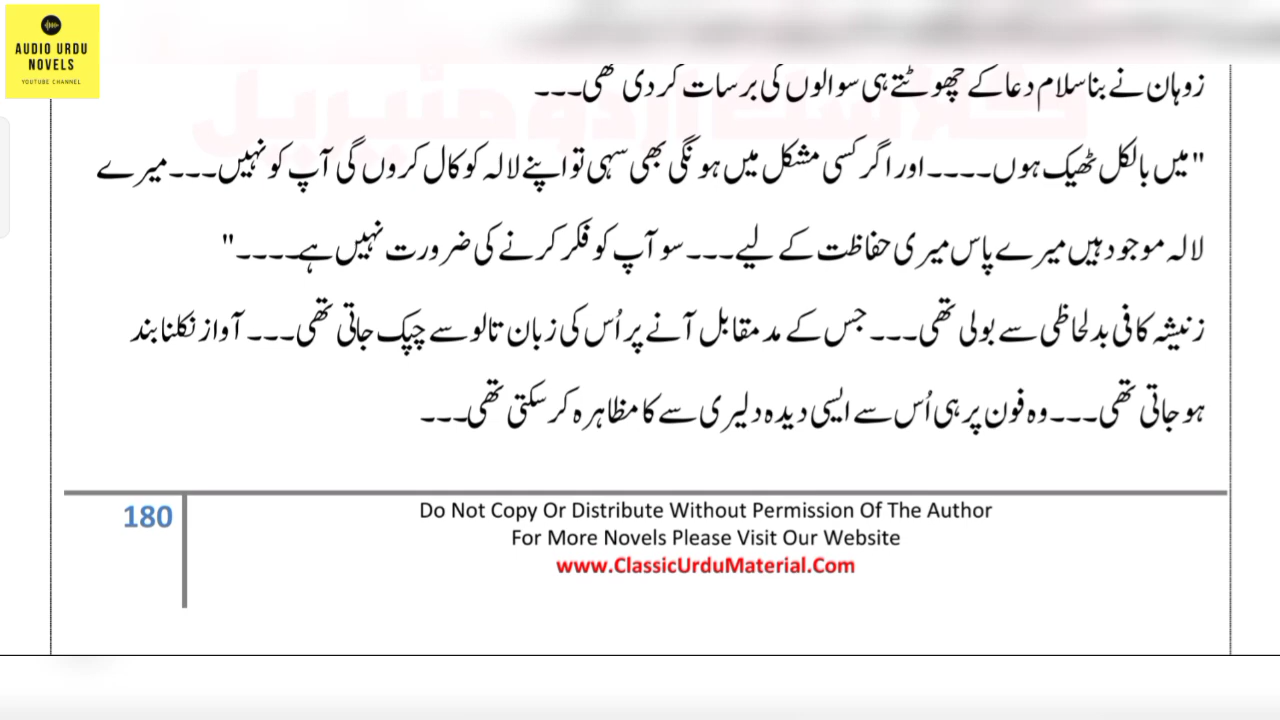 AUDIO URDU
NOVELS
YOUTUBE CHANNEL
زوہان نے بنا سلام دعا کے چھوٹتے ہی سوالوں کی برسات کر دی تھی۔۔۔
"میں بالکل ٹھیک ہوں۔۔۔۔ اور اگر کسی مشکل میں ہونگی بھی سہی تو اپنے لالہ کو کال کروں گی آپ کو نہیں۔۔۔ میرے
لالہ موجود ہیں میرے پاس میری حفاظت کے لیے۔۔۔ سو آپ کو فکر کرنے کی ضرورت نہیں ہے۔۔۔۔"
زنیشہ کافی بدلحاظی سے بولی تھی۔۔۔ جس کے مدمقابل آنے پر اُس کی زبان تالو سے چپک جاتی تھی۔۔۔ آواز نکلنا بند
ہو جاتی تھی۔۔۔ وہ فون پر ہی اُس سے ایسی دیدہ دلیری سے کا مظاہرہ کر سکتی تھی۔۔۔
180
Do Not Copy Or Distribute Without Permission Of The Author
For More Novels Please Visit Our Website
www.ClassicUrduMaterial.Com